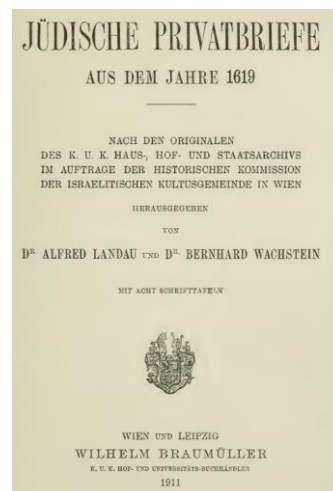 JÜDISCHE PRIVATBRIEFE
AUS DEM JAHRE 1619
NACH DEN ORIGINALEN
DES K. U. K. HAUS-, HOF- UND STAATSARCHIVS
IM AUFTRAGE DER HISTORISCHEN KOMMISSION
DER ISRAELITISCHEN KULTUSGEMEINDE IN WIEN
HERAUSGEGEBEN
VON
DR. ALFRED LANDAU UND DR. BERNHARD WACHSTEIN
MIT ACHT SCHRIFTTAFELN
WIEN UND LEIPZIG
WILHELM BRAUMÜLLER
K. U. K. HOF- UND UNIVERSITÄTS-BUCHHÄNDLER
1911